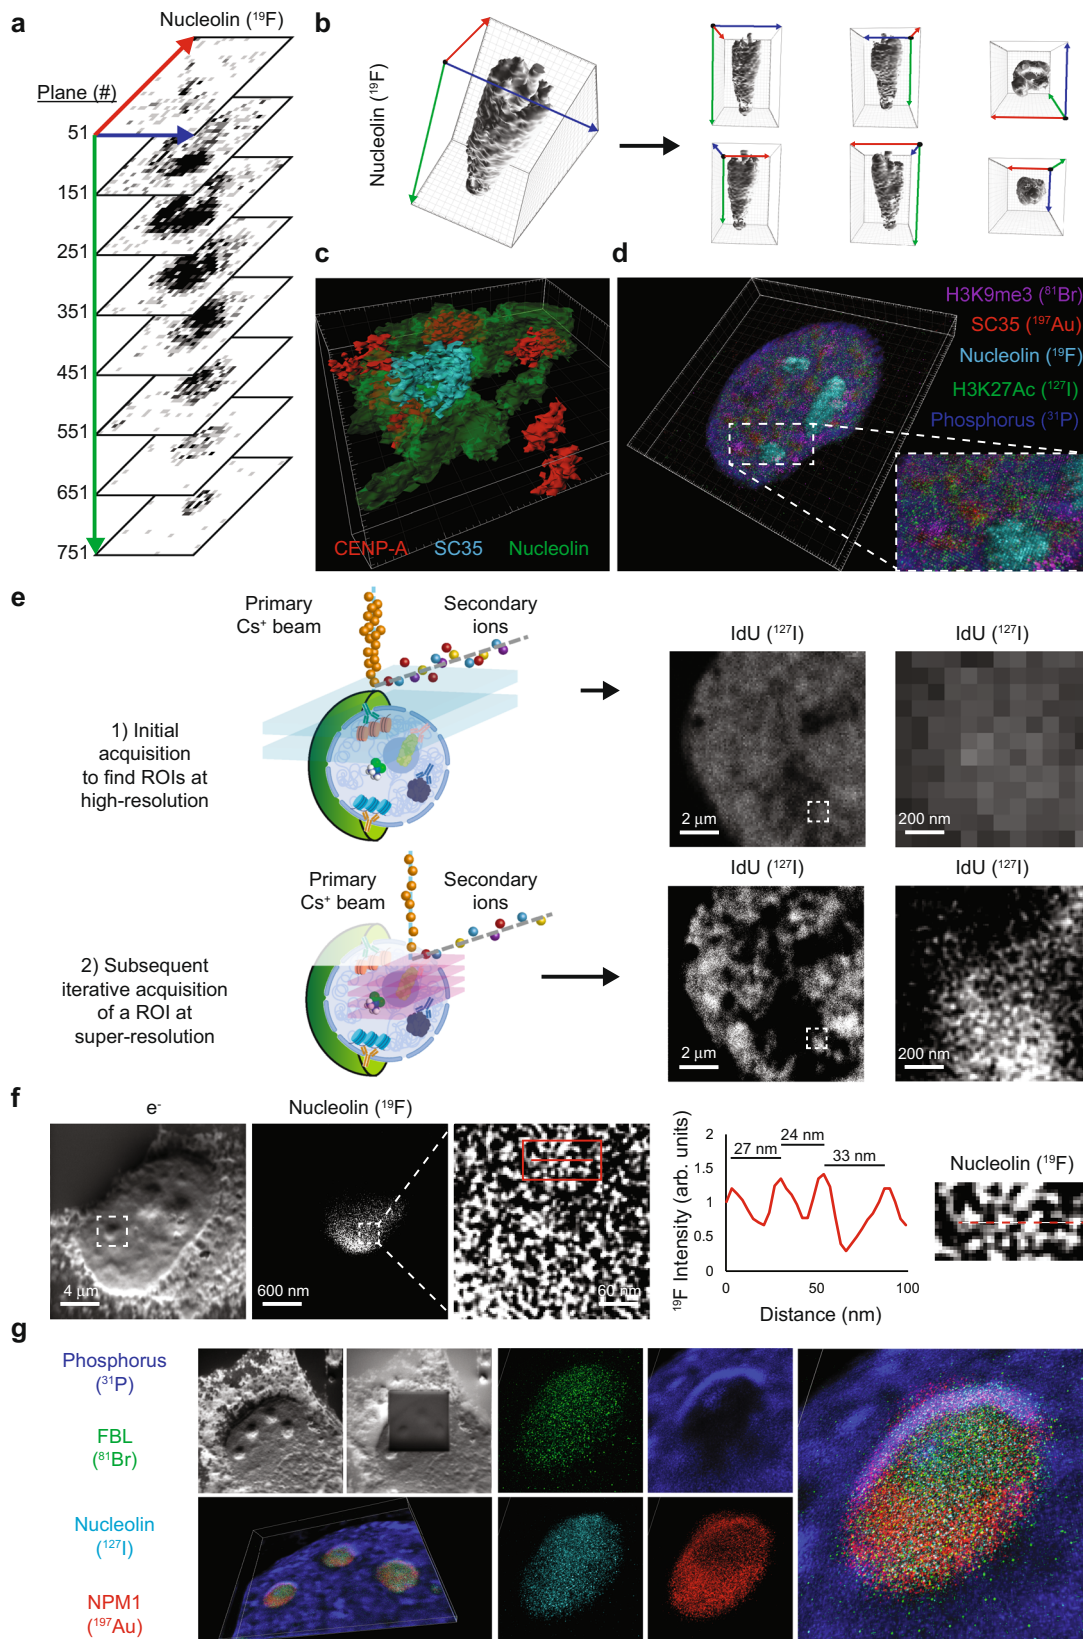 a
Nucleolin (¹⁹F)
Plane (#)
51
151
251
351
451
551
651
751
b
Nucleolin (¹⁹F)
c
CENP-A SC35 Nucleolin
d
H3K9me3 (⁸¹Br)
SC35 (¹⁹⁷Au)
Nucleolin (¹⁹F)
H3K27Ac (¹²⁷I)
Phosphorus (³¹P)
e
Primary
Cs⁺ beam
Secondary
ions
1) Initial
acquisition
to find ROIs at
high-resolution
IdU (¹²⁷I)
2 μm
IdU (¹²⁷I)
200 nm
Primary
Cs⁺ beam
Secondary
ions
2) Subsequent
iterative acquisition
of a ROI at
super-resolution
IdU (¹²⁷I)
2 μm
IdU (¹²⁷I)
200 nm
f
e⁻
4 μm
Nucleolin (¹⁹F)
600 nm
60 nm
¹⁹F Intensity (arb. units)
2
1.5
1
0.5
0
27 nm
24 nm
33 nm
0 50 100
Distance (nm)
Nucleolin (¹⁹F)
g
Phosphorus
(³¹P)
FBL
(⁸¹Br)
Nucleolin
(¹²⁷I)
NPM1
(¹⁹⁷Au)